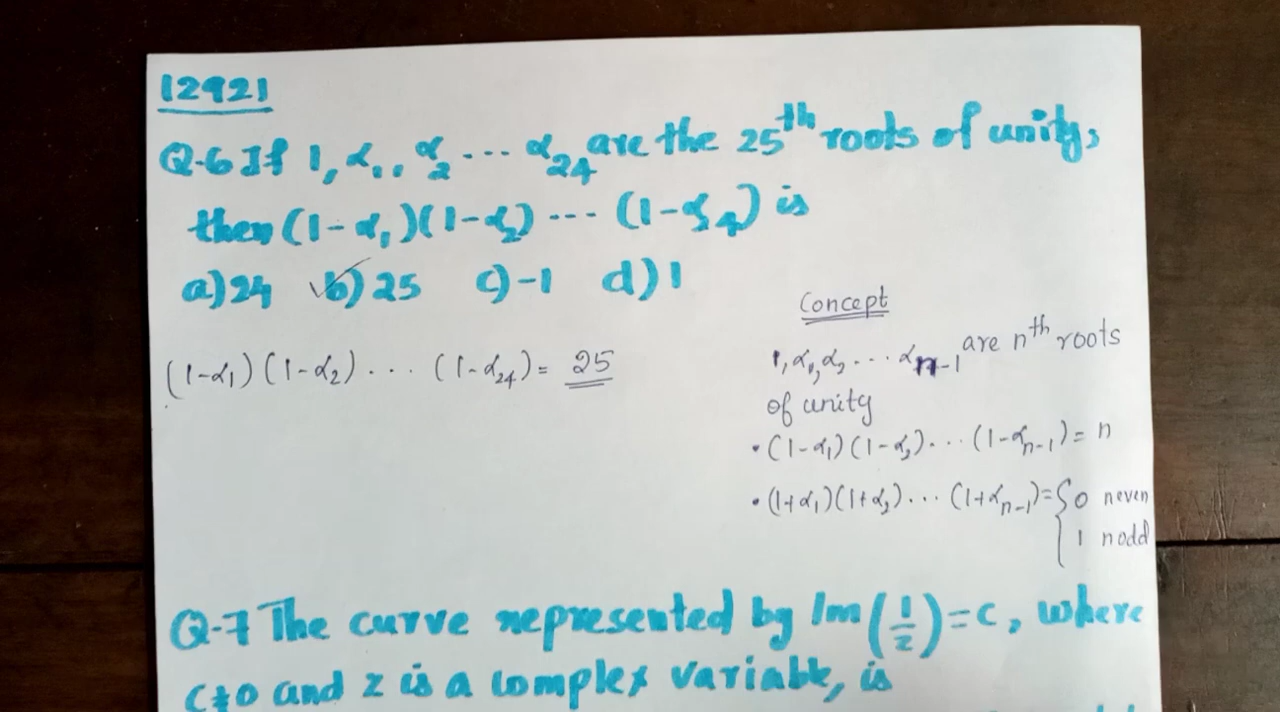 12921
Q-6 If 1, α₁, α₂ ... α₂₄ are the 25th roots of unity,
then (1-α₁)(1-α₂) ---- (1-α₂₄) is
a) 24 b) 25 c) -1 d) 1
(1-α₁)(1-α₂) . . . (1-α₂₄) = 25
Concept
1, α₁, α₂ ... αn-1 are nth roots
of unity
• (1-α₁)(1-α₂)... (1-αn-1) = n
• (1+α₁)(1+α₂)... (1+αn-1) = { 0 n even
1 n odd
Q-7 The curve represented by Im(1/z) = c, where
c≠0 and z is a complex variable, is